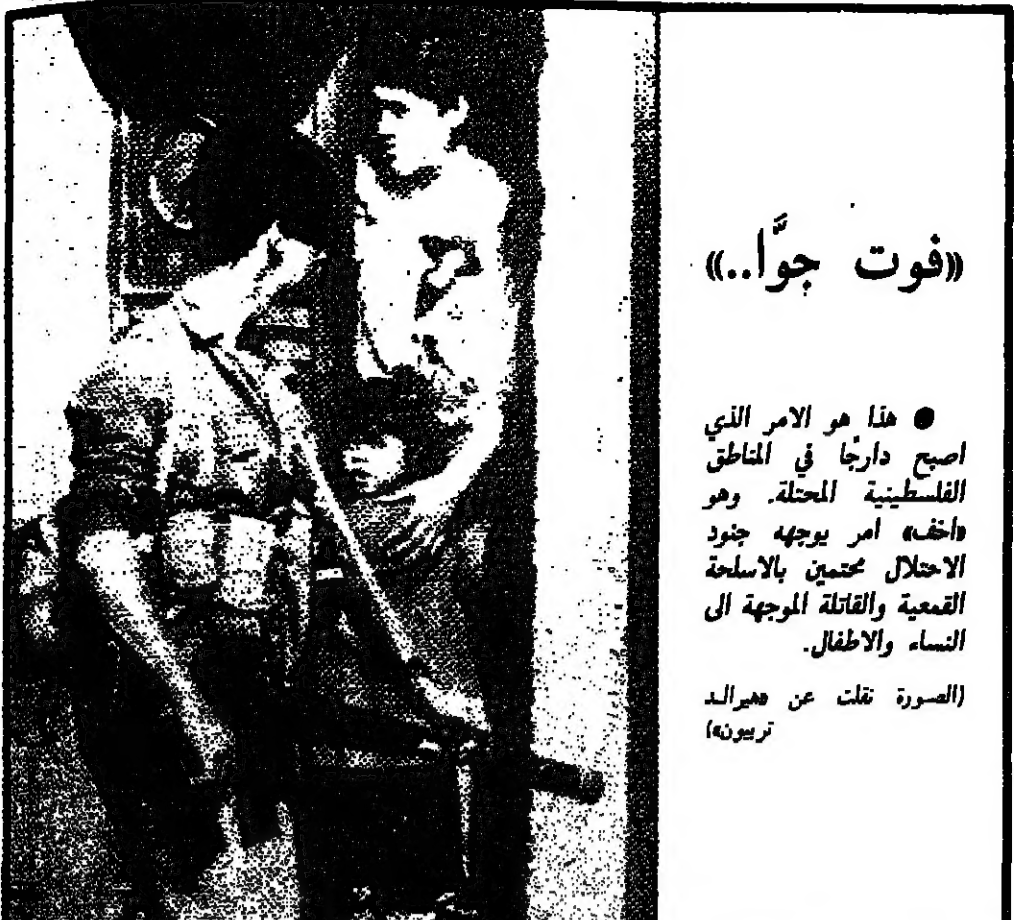 «فوت جوَّا..»
● هذا هو الامر الذي
اصبح دارجًا في المناطق
الفلسطينية المحتلة. وهو
«اخف» امر يوجهه جنود
الاحتلال محتمين بالاسلحة
القمعية والقاتلة الموجهة الى
النساء والاطفال.
(الصورة نقلت عن «هيرالد
تربيون»)